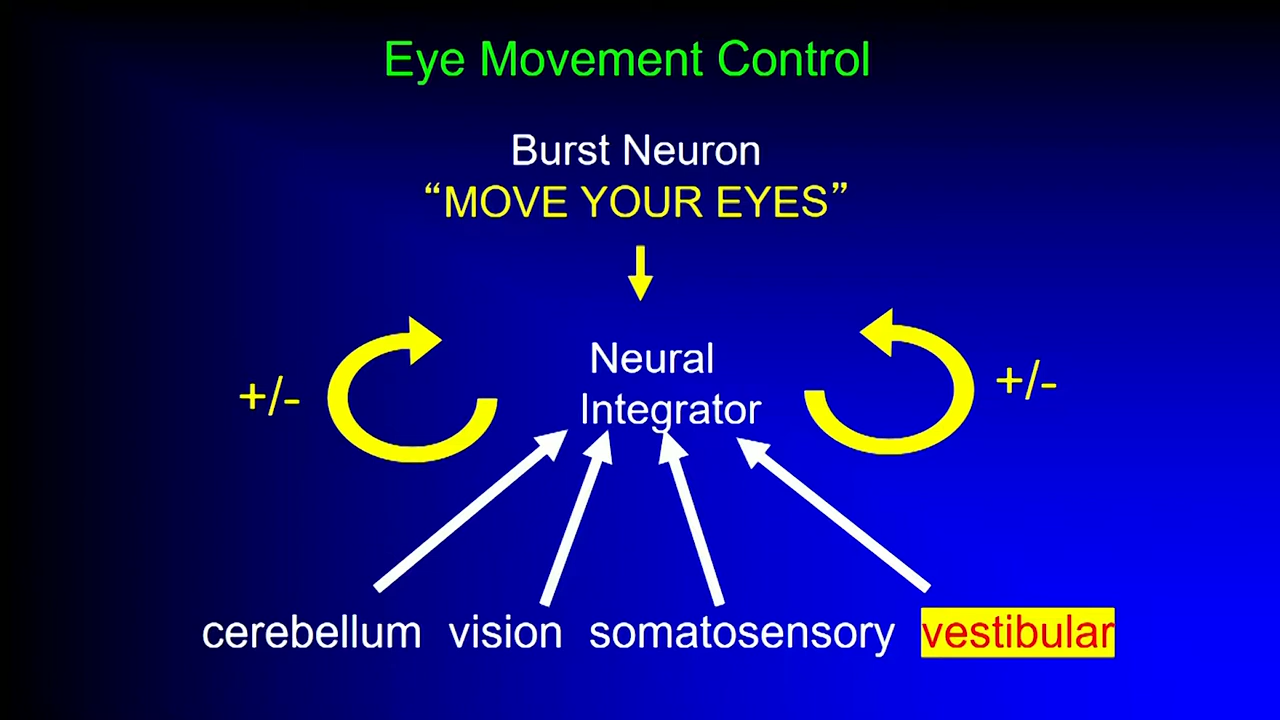 Eye Movement Control
Burst Neuron
“MOVE YOUR EYES”
Neural
Integrator
+/-
+/-
cerebellum vision somatosensory vestibular